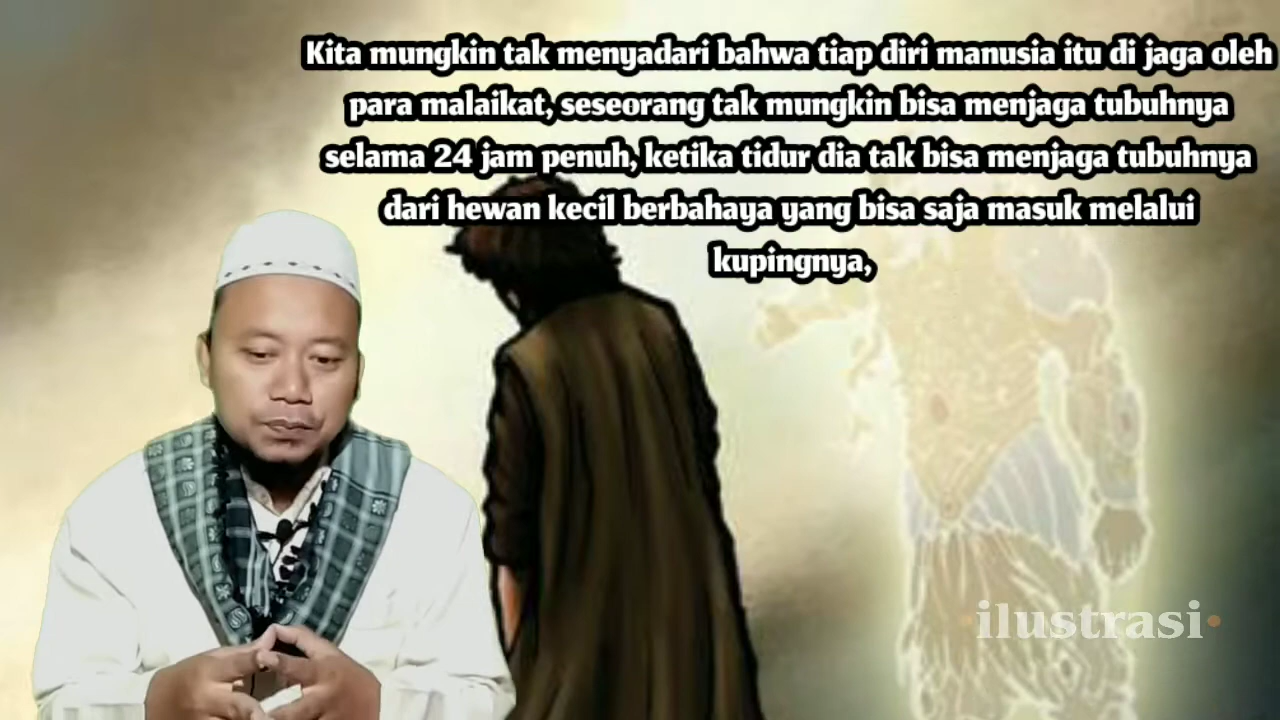 Kita mungkin tak menyadari bahwa tiap diri manusia itu di jaga oleh
para malaikat, seseorang tak mungkin bisa menjaga tubuhnya
selama 24 jam penuh, ketika tidur dia tak bisa menjaga tubuhnya
dari hewan kecil berbahaya yang bisa saja masuk melalui
kupingnya,
•ilustrasi•